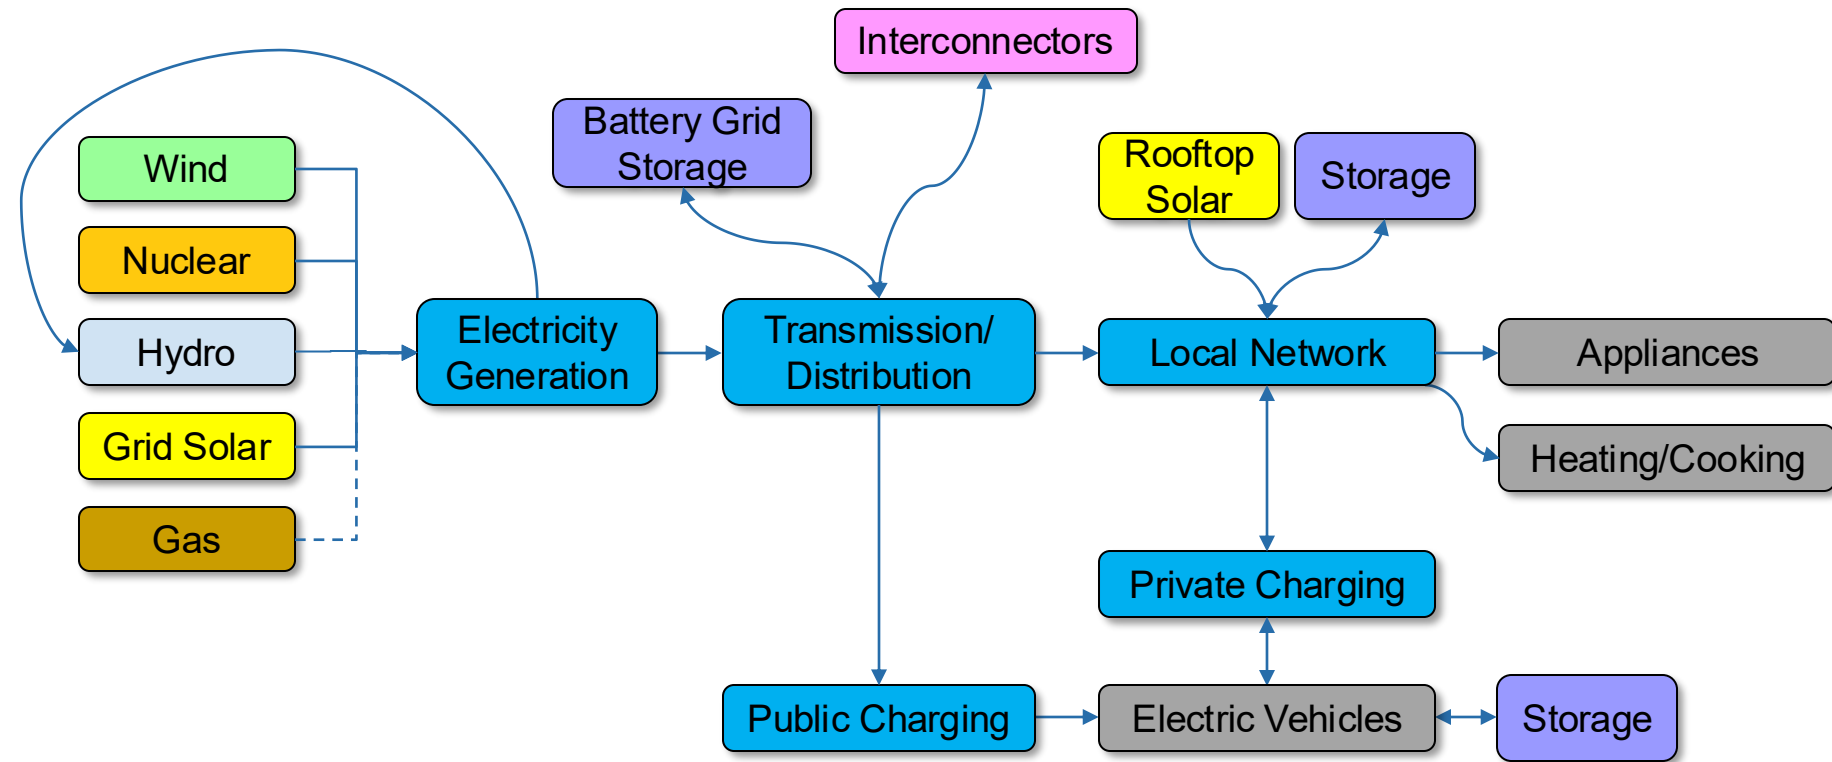 Interconnectors
Battery Grid
Storage
Rooftop
Solar
Storage
Wind
Nuclear
Hydro
Grid Solar
Gas
Electricity
Generation
Transmission/
Distribution
Local Network
Appliances
Heating/Cooking
Private Charging
Public Charging
Electric Vehicles
Storage